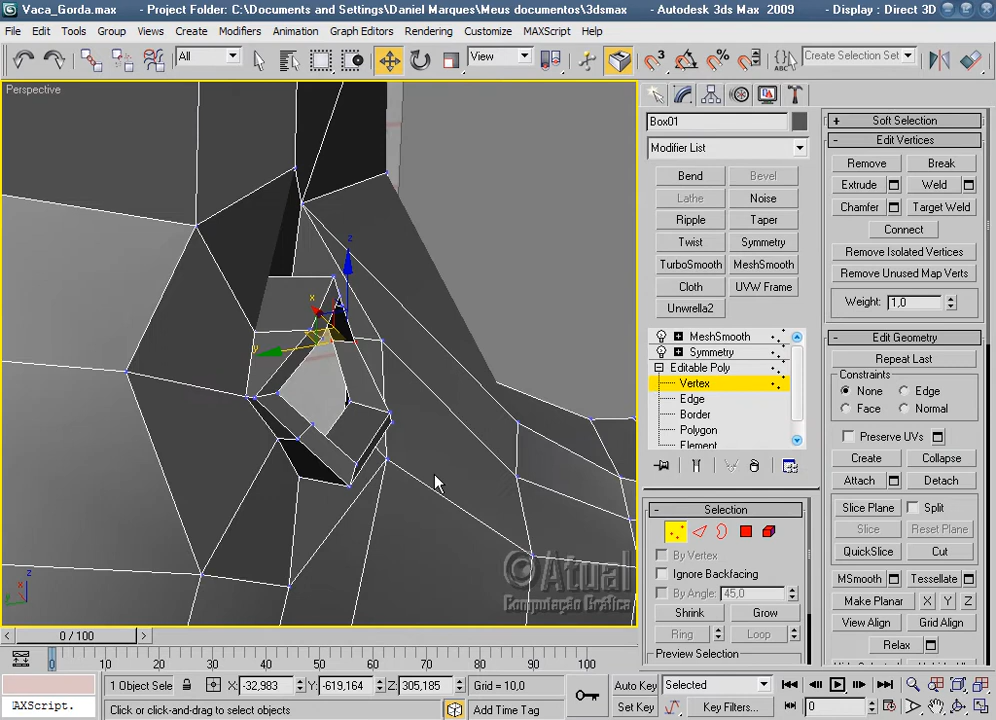 Vaca_Gorda.max - Project Folder: C:\Documents and Settings\Daniel Marques\Meus documentos\3dsmax - Autodesk 3ds Max 2009 - Display : Direct 3D
File Edit Tools Group Views Create Modifiers Animation Graph Editors Rendering Customize MAXScript Help
All View Create Selection Set
Perspective
Box01
Modifier List
Bend Bevel
Lathe Noise
Ripple Taper
Twist Symmetry
TurboSmooth MeshSmooth
Cloth UVW Frame
Unwrella2
MeshSmooth
Symmetry
Editable Poly
Vertex
Edge
Border
Polygon
Element
Selection
By Vertex
Ignore Backfacing
By Angle: 45,0
Shrink Grow
Ring Loop
Preview Selection
Soft Selection
Edit Vertices
Remove Break
Extrude Weld
Chamfer Target Weld
Connect
Remove Isolated Vertices
Remove Unused Map Verts
Weight: 1,0
Edit Geometry
Repeat Last
Constraints
None Edge
Face Normal
Preserve UVs
Create Collapse
Attach Detach
Slice Plane Split
Slice Reset Plane
QuickSlice Cut
MSmooth Tessellate
Make Planar X Y Z
View Align Grid Align
Relax
x y z
z x y
©Atual
Computação Gráfica
0 / 100
0 10 20 30 40 50 60 70 80 90 100
1 Object Sele X: -32,983 Y: -619,164 Z: 305,185 Grid = 10,0 Auto Key Selected
AXScript. Click or click-and-drag to select objects Add Time Tag Set Key Key Filters... 0